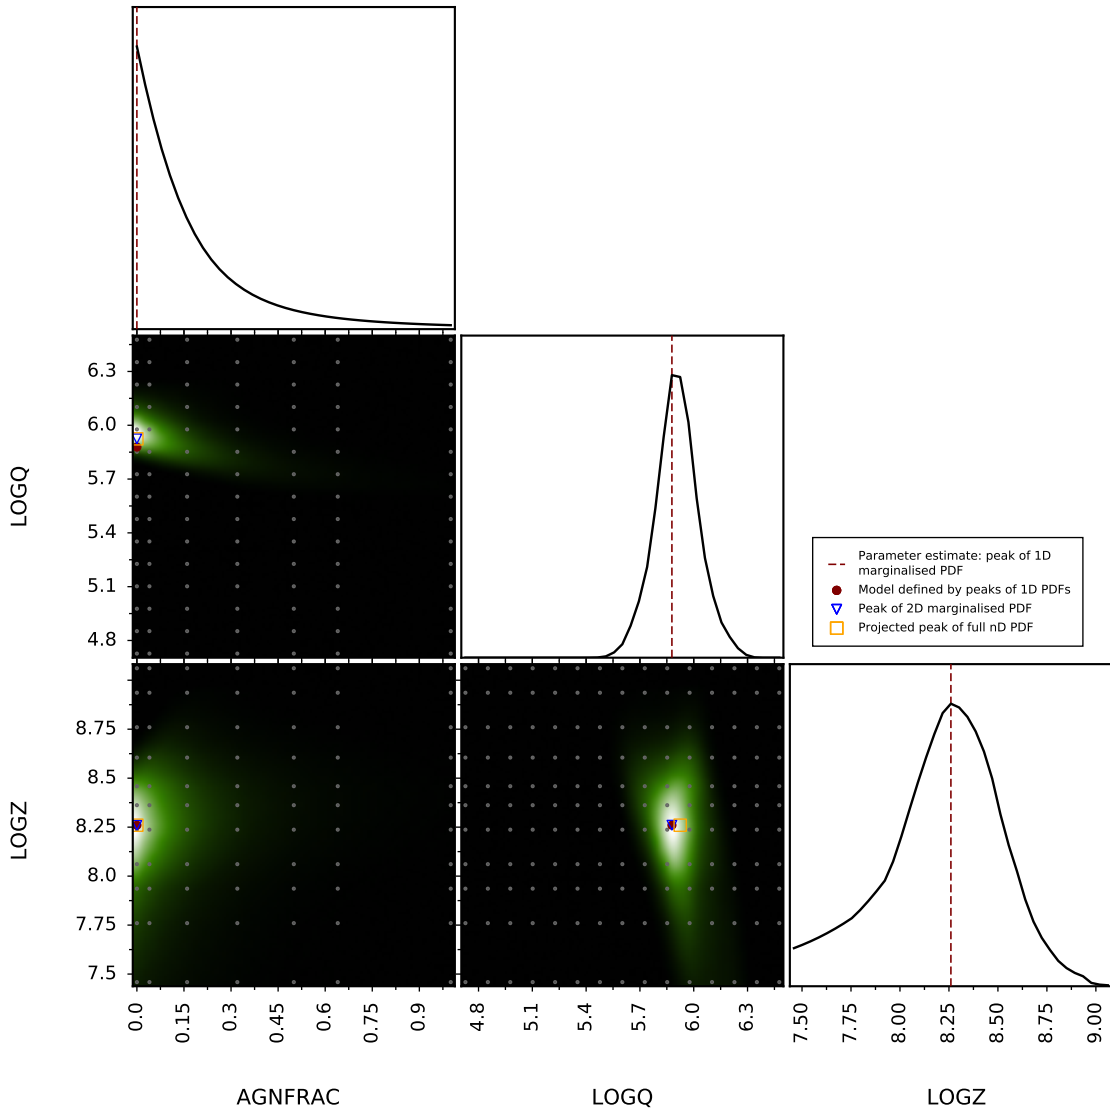 6.3
6.0
5.7
5.4
5.1
4.8
LOGQ
Parameter estimate: peak of 1D
marginalised PDF
Model defined by peaks of 1D PDFs
Peak of 2D marginalised PDF
Projected peak of full nD PDF
8.75
8.5
8.25
8.0
7.75
7.5
LOGZ
0.0 0.15 0.3 0.45 0.6 0.75 0.9
4.8 5.1 5.4 5.7 6.0 6.3
7.50 7.75 8.00 8.25 8.50 8.75 9.00
AGNFRAC LOGQ LOGZ